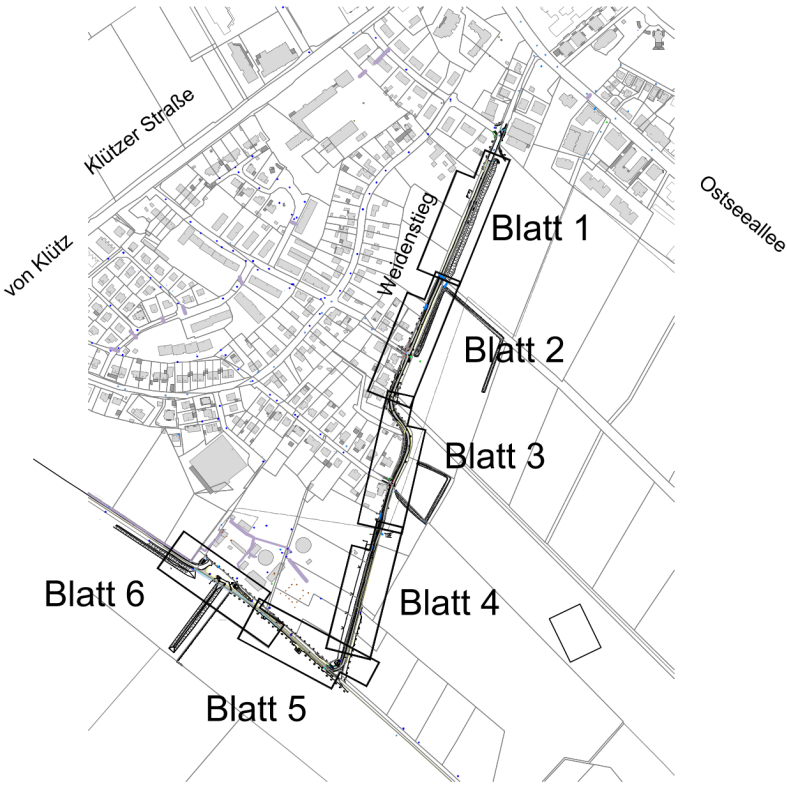 Klützer Straße
Ostseeallee
von Klütz
Weidenstieg
Blatt 1
Blatt 2
Blatt 3
Blatt 4
Blatt 6
Blatt 5